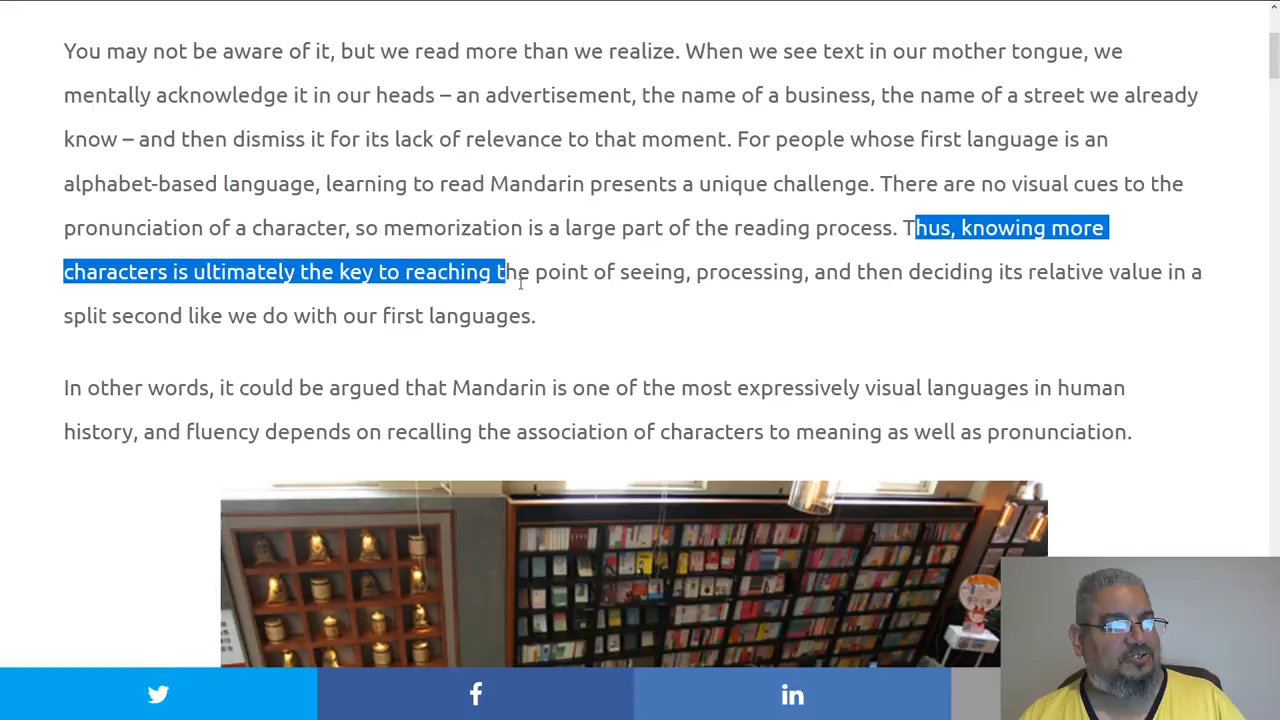 You may not be aware of it, but we read more than we realize. When we see text in our mother tongue, we
mentally acknowledge it in our heads – an advertisement, the name of a business, the name of a street we already
know – and then dismiss it for its lack of relevance to that moment. For people whose first language is an
alphabet-based language, learning to read Mandarin presents a unique challenge. There are no visual cues to the
pronunciation of a character, so memorization is a large part of the reading process. Thus, knowing more
characters is ultimately the key to reaching the point of seeing, processing, and then deciding its relative value in a
split second like we do with our first languages.
In other words, it could be argued that Mandarin is one of the most expressively visual languages in human
history, and fluency depends on recalling the association of characters to meaning as well as pronunciation.